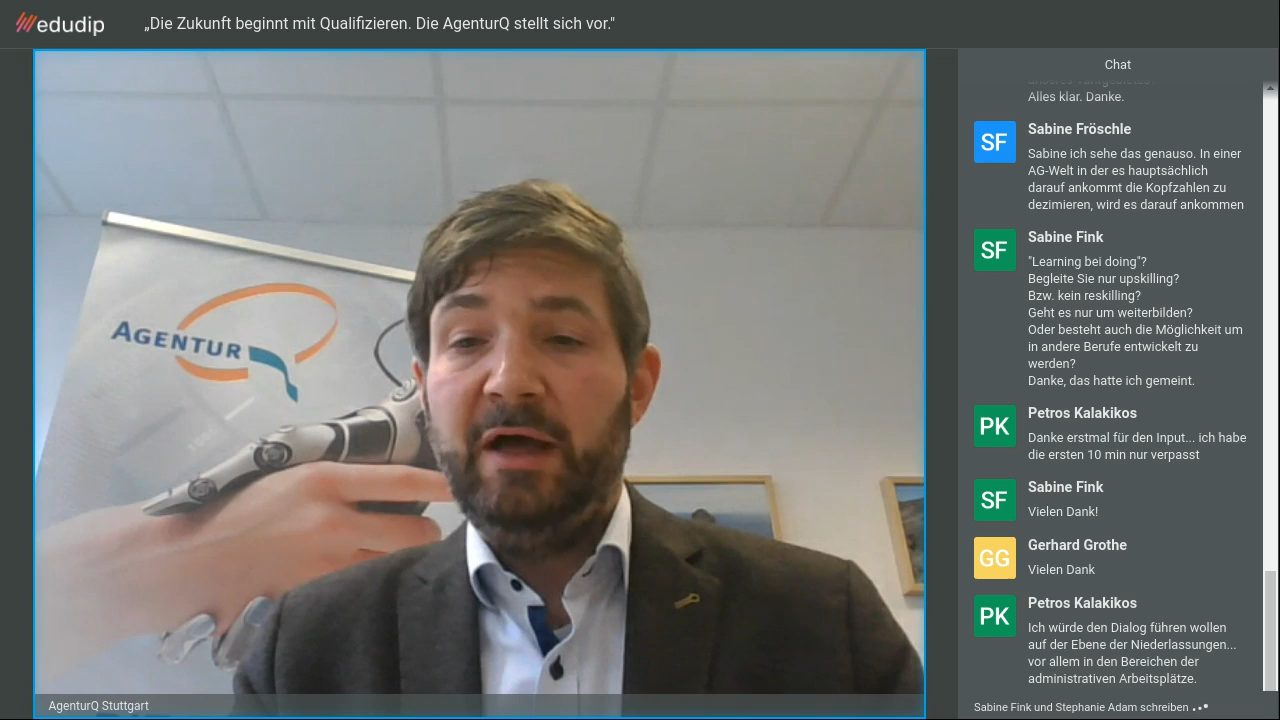 edudip
„Die Zukunft beginnt mit Qualifizieren. Die AgenturQ stellt sich vor."
AGENTUR Q
AgenturQ Stuttgart
Chat
Alles klar. Danke.
SF
Sabine Fröschle
Sabine ich sehe das genauso. In einer
AG-Welt in der es hauptsächlich
darauf ankommt die Kopfzahlen zu
dezimieren, wird es darauf ankommen
SF
Sabine Fink
"Learning bei doing"?
Begleite Sie nur upskilling?
Bzw. kein reskilling?
Geht es nur um weiterbilden?
Oder besteht auch die Möglichkeit um
in andere Berufe entwickelt zu
werden?
Danke, das hatte ich gemeint.
PK
Petros Kalakikos
Danke erstmal für den Input... ich habe
die ersten 10 min nur verpasst
SF
Sabine Fink
Vielen Dank!
GG
Gerhard Grothe
Vielen Dank
PK
Petros Kalakikos
Ich würde den Dialog führen wollen
auf der Ebene der Niederlassungen...
vor allem in den Bereichen der
administrativen Arbeitsplätze.
Sabine Fink und Stephanie Adam schreiben